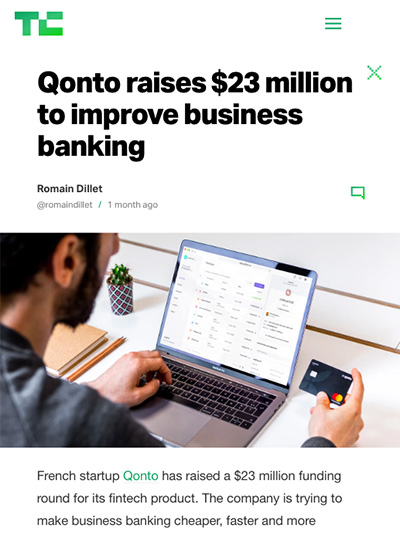 TC
Qonto raises $23 million
to improve business
banking
Romain Dillet
@romaindillet / 1 month ago
French startup Qonto has raised a $23 million funding
round for its fintech product. The company is trying to
make business banking cheaper, faster and more